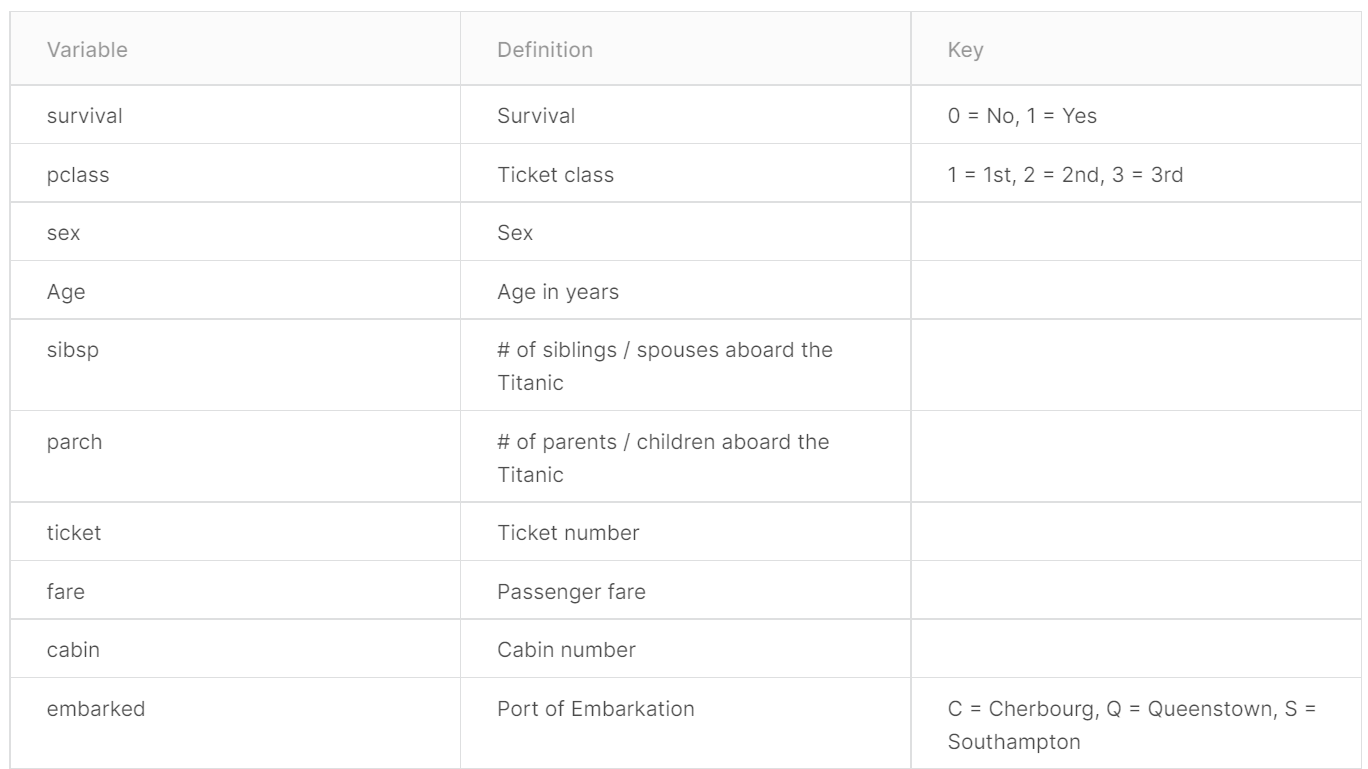 Variable Definition Key
survival Survival 0 = No, 1 = Yes
pclass Ticket class 1 = 1st, 2 = 2nd, 3 = 3rd
sex Sex
Age Age in years
sibsp # of siblings / spouses aboard the
Titanic
parch # of parents / children aboard the
Titanic
ticket Ticket number
fare Passenger fare
cabin Cabin number
embarked Port of Embarkation C = Cherbourg, Q = Queenstown, S =
Southampton